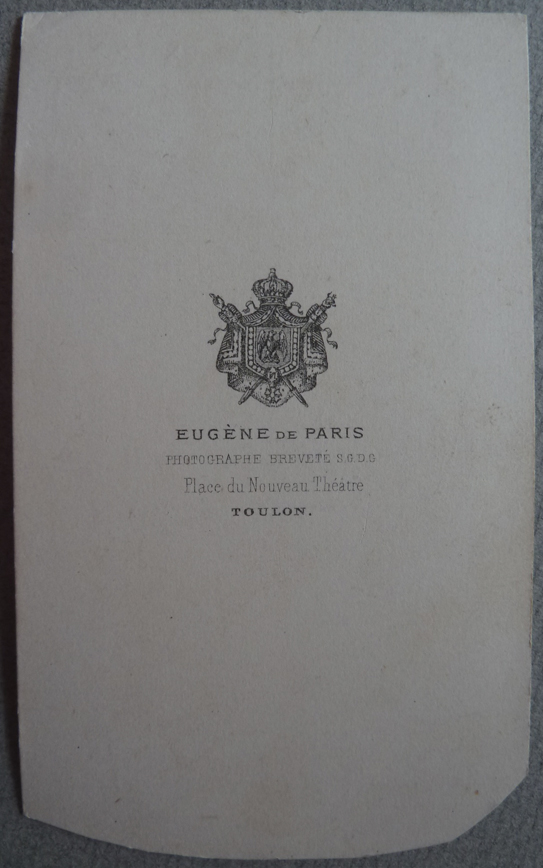 EUGÈNE DE PARIS
PHOTOGRAPHE BREVETÉ S.G.D.G
Place du Nouveau Théâtre
TOULON.